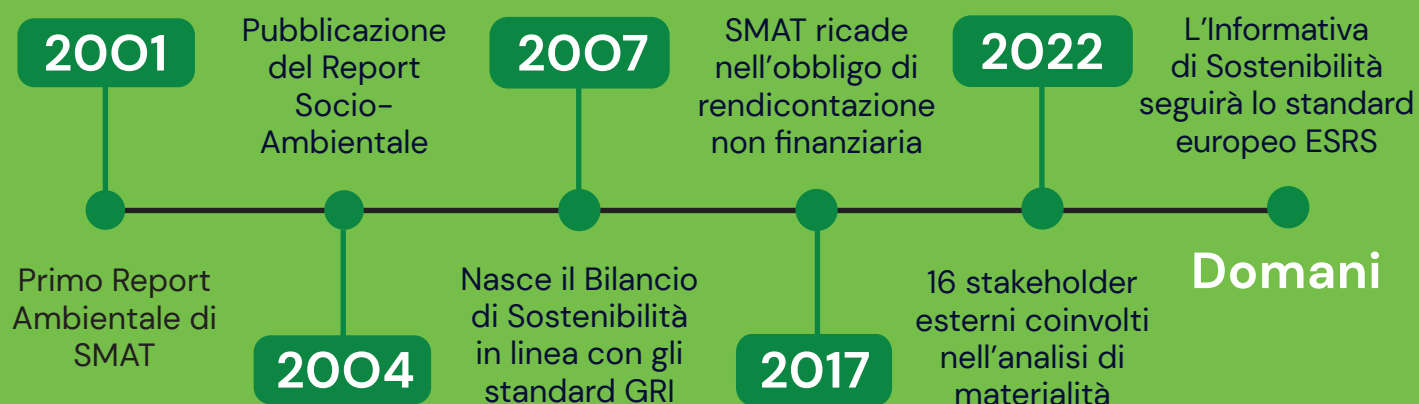 2001
Primo Report
Ambientale di
SMAT
Pubblicazione
del Report
Socio-
Ambientale
2004
2007
Nasce il Bilancio
di Sostenibilità
in linea con gli
standard GRI
SMAT ricade
nell’obbligo di
rendicontazione
non finanziaria
2017
2022
16 stakeholder
esterni coinvolti
nell’analisi di
materialità
L’Informativa
di Sostenibilità
seguirà lo standard
europeo ESRS
Domani